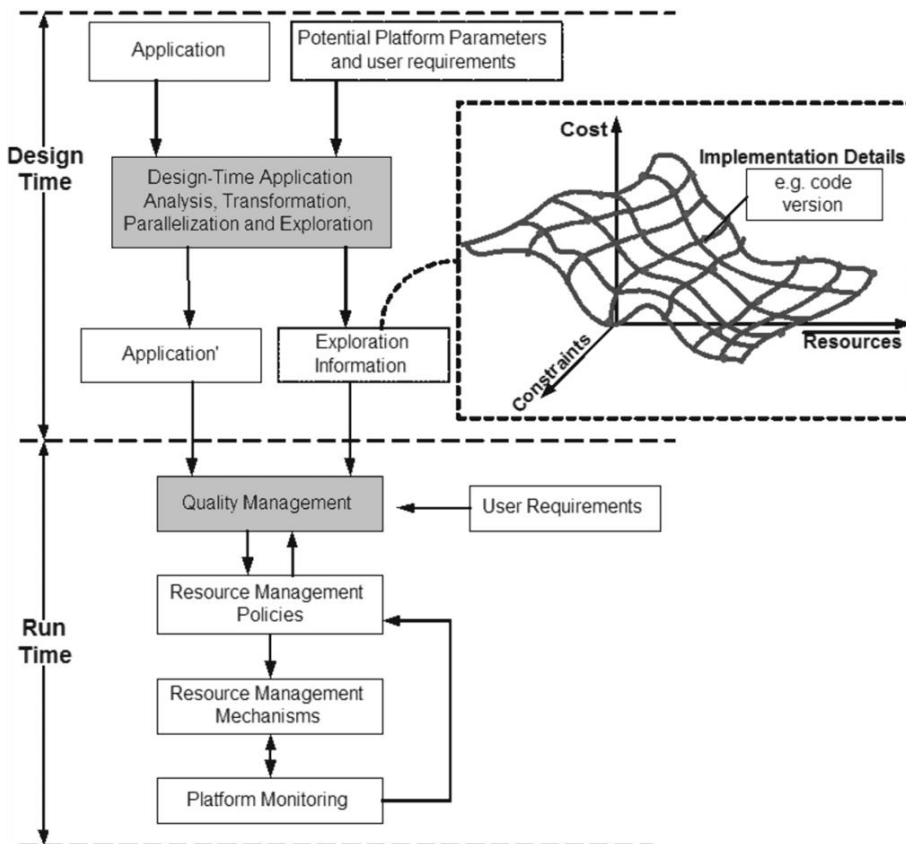 Application
Potential Platform Parameters
and user requirements
Design
Time
Design-Time Application
Analysis, Transformation,
Parallelization and Exploration
Application'
Exploration
Information
Cost
Implementation Details
e.g. code
version
Resources
Constraints
Run
Time
Quality Management
User Requirements
Resource Management
Policies
Resource Management
Mechanisms
Platform Monitoring